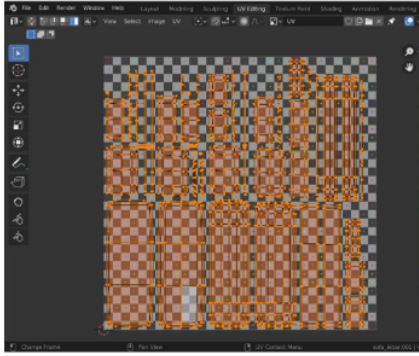 File Edit Render Window Help Layout Modeling Sculpting UV Editing Texture Paint Shading Animation Rendering
View Select Image UV UV
Change Frame Pan View UV Context Menu